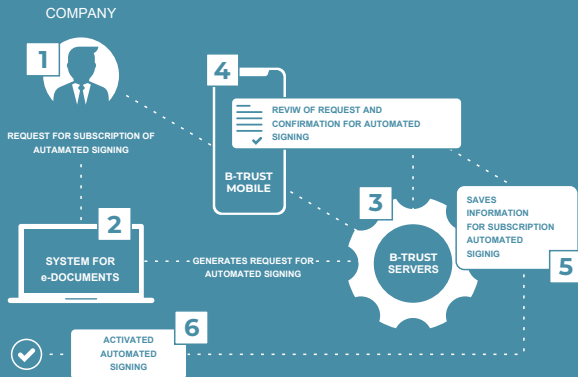 COMPANY
1
REQUEST FOR SUBSCRIPTION OF
AUTAMATED SIGNING
2
SYSTEM FOR
e-DOCUMENTS
GENERATES REQUEST FOR
AUTOMATED SIGNING
3
B-TRUST
SERVERS
4
REVIW OF REQUEST AND
CONFIRMATION FOR AUTOMATED
SIGNING
B-TRUST
MOBILE
SAVES
INFORMATION
FOR SUBSCRIPTION
AUTOMATED
SIGINIG
5
6
ACTIVATED
AUTOMATED
SIGNING